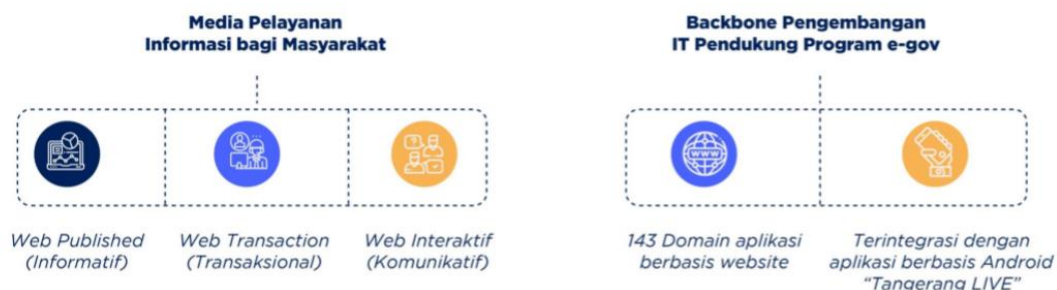 Media Pelayanan
Informasi bagi Masyarakat
Web Published
(Informatif)
Web Transaction
(Transaksional)
Web Interaktif
(Komunikatif)
Backbone Pengembangan
IT Pendukung Program e-gov
WWW
143 Domain aplikasi
berbasis website
Terintegrasi dengan
aplikasi berbasis Android
“Tangerang LIVE”